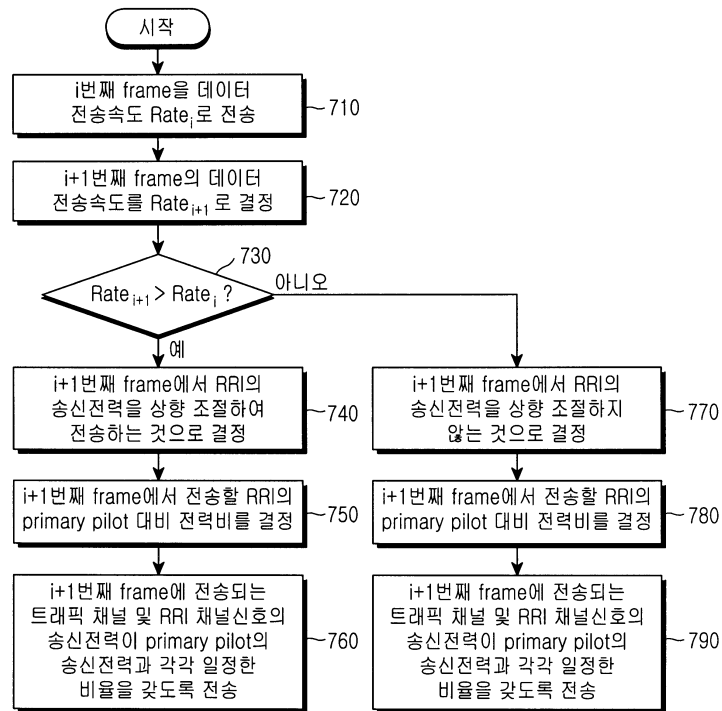 시작
i번째 frame을 데이터
전송속도 Rate i로 전송
710
i+1번째 frame의 데이터
전송속도를 Rate i+1 로 결정
720
730
Rate i+1 > Rate i ?
아니오
예
i+1번째 frame에서 RRI의
송신전력을 상향 조절하여
전송하는 것으로 결정
740
i+1번째 frame에서 RRI의
송신전력을 상향 조절하지
않는 것으로 결정
770
i+1번째 frame에서 전송할 RRI의
primary pilot 대비 전력비를 결정
750
i+1번째 frame에서 전송할 RRI의
primary pilot 대비 전력비를 결정
780
i+1번째 frame에 전송되는
트래픽 채널 및 RRI 채널신호의
송신전력이 primary pilot의
송신전력과 각각 일정한
비율을 갖도록 전송
760
i+1번째 frame에 전송되는
트래픽 채널 및 RRI 채널신호의
송신전력이 primary pilot의
송신전력과 각각 일정한
비율을 갖도록 전송
790